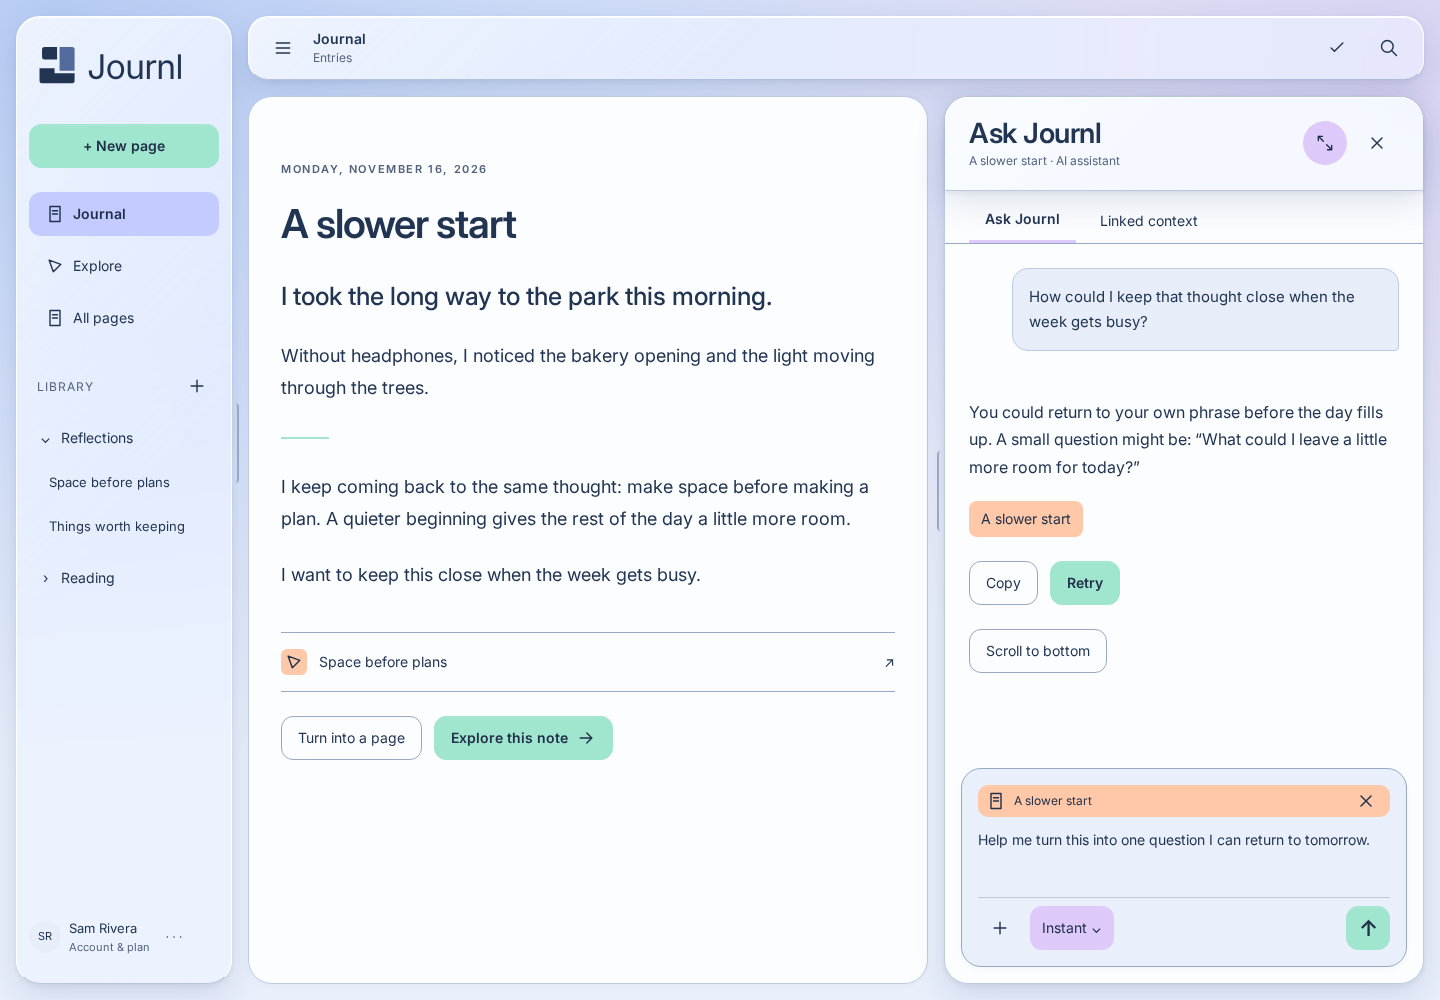 Journl
+ New page
Journal
Explore
All pages
LIBRARY
Reflections
Space before plans
Things worth keeping
Reading
SR
Sam Rivera
Account & plan
...
Journal
Entries
MONDAY, NOVEMBER 16, 2026
A slower start
I took the long way to the park this morning.
Without headphones, I noticed the bakery opening and the light moving
through the trees.
I keep coming back to the same thought: make space before making a
plan. A quieter beginning gives the rest of the day a little more room.
I want to keep this close when the week gets busy.
Space before plans
Turn into a page
Explore this note
Ask Journl
A slower start · AI assistant
Ask Journl
Linked context
How could I keep that thought close when the
week gets busy?
You could return to your own phrase before the day fills
up. A small question might be: “What could I leave a little
more room for today?”
A slower start
Copy
Retry
Scroll to bottom
A slower start
Help me turn this into one question I can return to tomorrow.
Instant